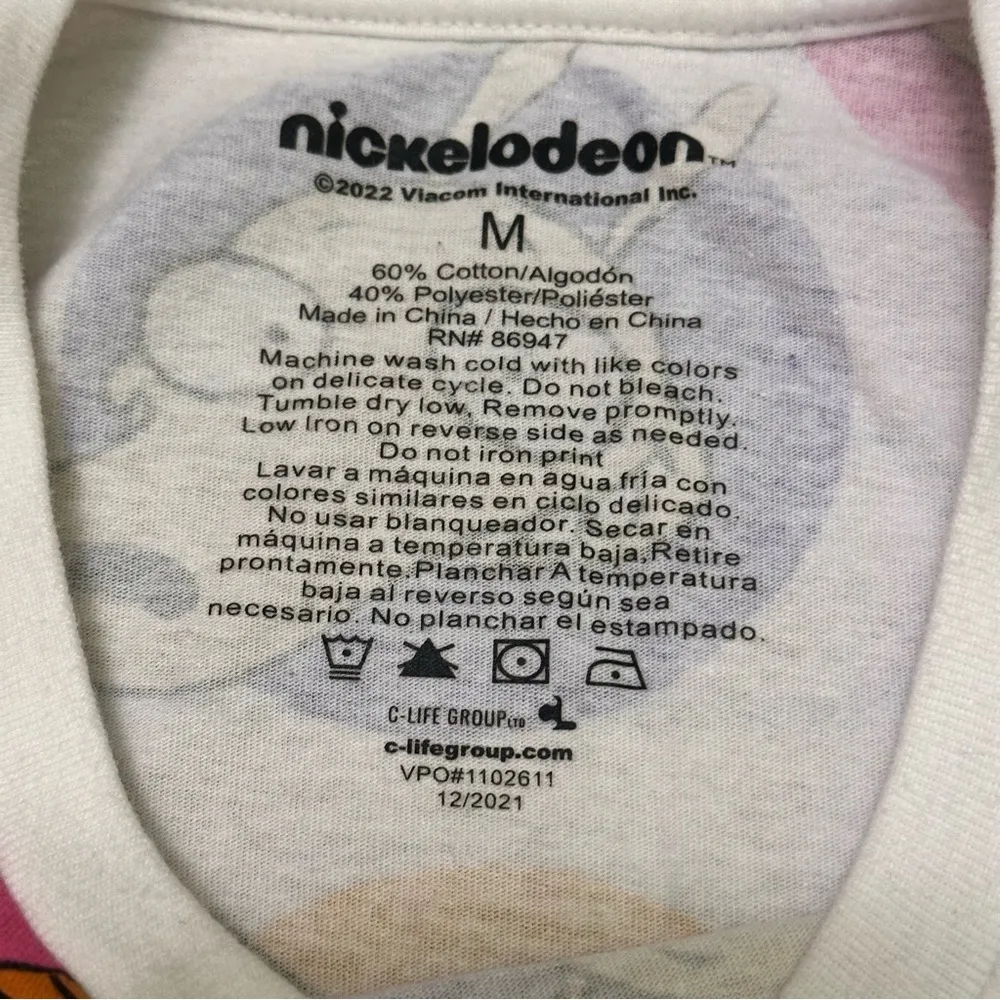 nickelodeon™
©2022 Viacom International Inc.
M
60% Cotton/Algodón
40% Polyester/Poliéster
Made in China / Hecho en China
RN# 86947
Machine wash cold with like colors
on delicate cycle. Do not bleach.
Tumble dry low, Remove promptly.
Low Iron on reverse side as needed.
Do not iron print
Lavar a máquina en agua fría con
colores similares en ciclo delicado.
No usar blanqueador. Secar en
máquina a temperatura baja,Retire
prontamente.Planchar A temperatura
baja al reverso según sea
necesario. No planchar el estampado.
C-LIFE GROUP LTD CL
c-lifegroup.com
VPO#1102611
12/2021